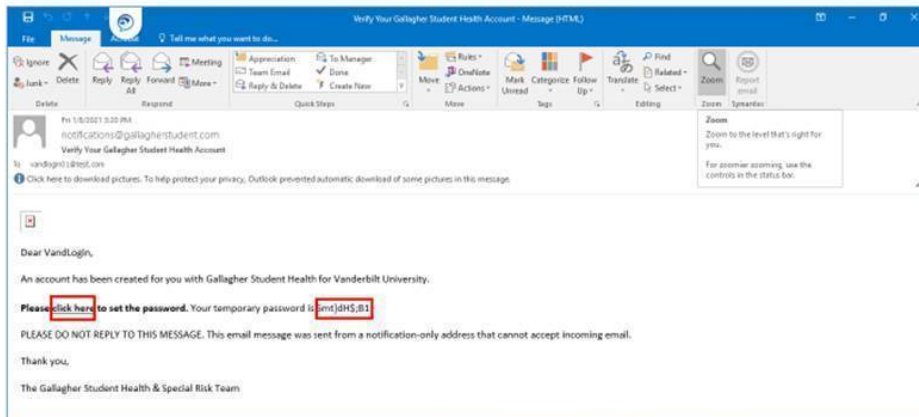 Verify Your Gallagher Student Health Account - Message (HTML)
File Message Tell me what you want to do...
Ignore Meeting Appreciation To Manager Rules OneNote Find Related
Junk Delete Reply Reply All Forward More Team Email Done Move Actions Mark Unread Categorize Follow Up Translate Select Zoom Report email
Reply & Delete Create New
Delete Respond Quick Steps Move Tags Editing Zoom Symantec
Fri 1/8/2021 3:20 PM
notifications@gallagherstudent.com
Verify Your Gallagher Student Health Account
To
Click here to download pictures. To help protect your privacy, Outlook prevented automatic download of some pictures in this message.
Zoom
Zoom to the level that's right for you.
For zoomier zooming, use the controls in the status bar.
Dear VandLogin,
An account has been created for you with Gallagher Student Health for Vanderbilt University.
Please click here to set the password. Your temporary password is
PLEASE DO NOT REPLY TO THIS MESSAGE. This email message was sent from a notification-only address that cannot accept incoming email.
Thank you,
The Gallagher Student Health & Special Risk Team